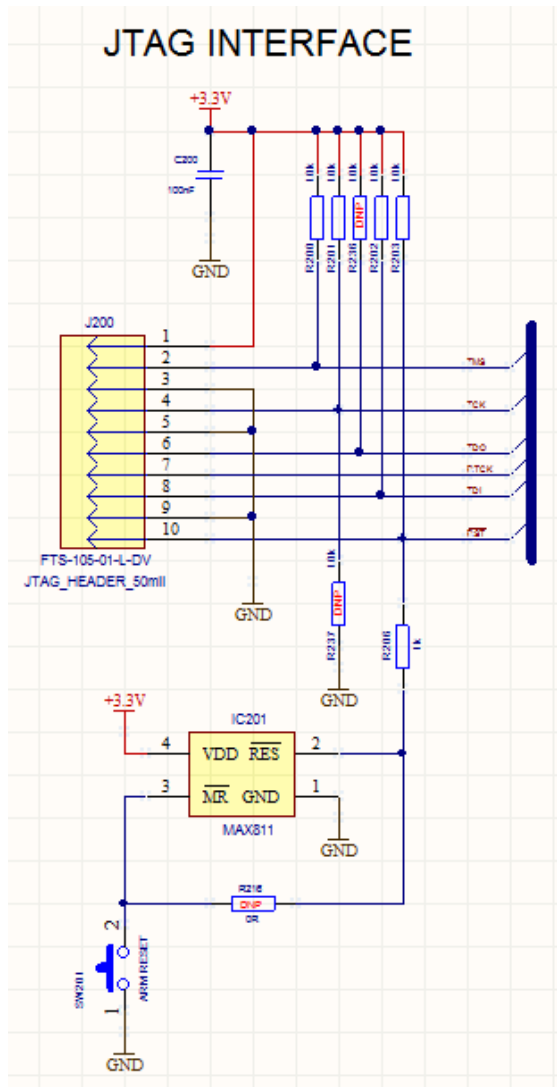 JTAG INTERFACE
+3.3V
C200
100nF
GND
10k 10k 10k 10k 10k
DNP
R200 R201 R236 R202 R203
J200
1
2
3
4
5
6
7
8
9
10
TMS
TCK
TDO
RTCK
TDI
RST
FTS-105-01-L-DV
JTAG_HEADER_50mil
GND
10k
DNP
R237
GND
R206
1k
+3.3V
IC201
4 VDD RES 2
3 MR GND 1
MAX811
GND
R216
DNP
0R
2
SW201
ARM RESET
1
GND